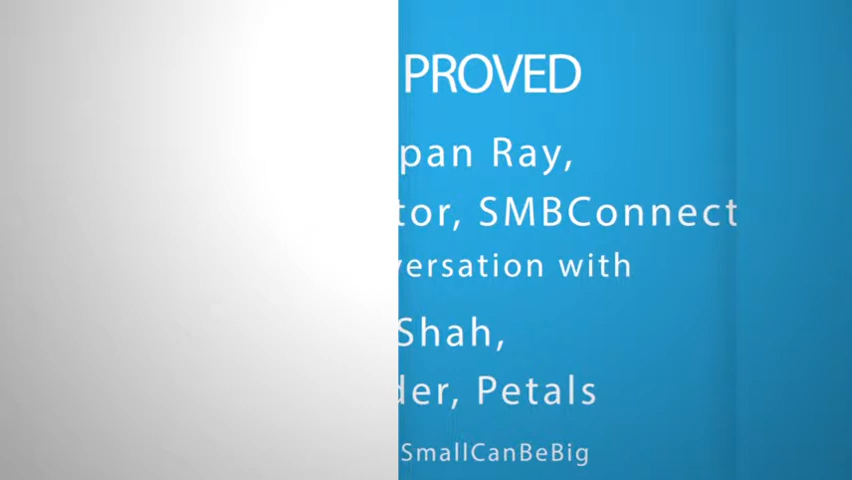 PROVED
pan Ray,
tor, SMBConnect
versation with
Shah,
der, Petals
SmallCanBeBig